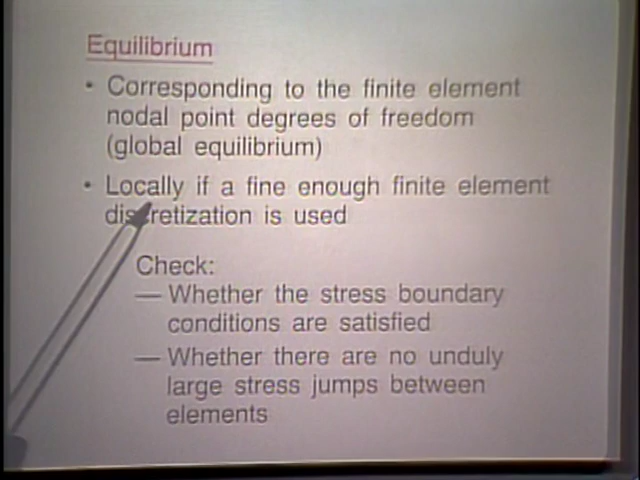 Equilibrium
• Corresponding to the finite element
nodal point degrees of freedom
(global equilibrium)
• Locally if a fine enough finite element
discretization is used
Check:
— Whether the stress boundary
conditions are satisfied
— Whether there are no unduly
large stress jumps between
elements